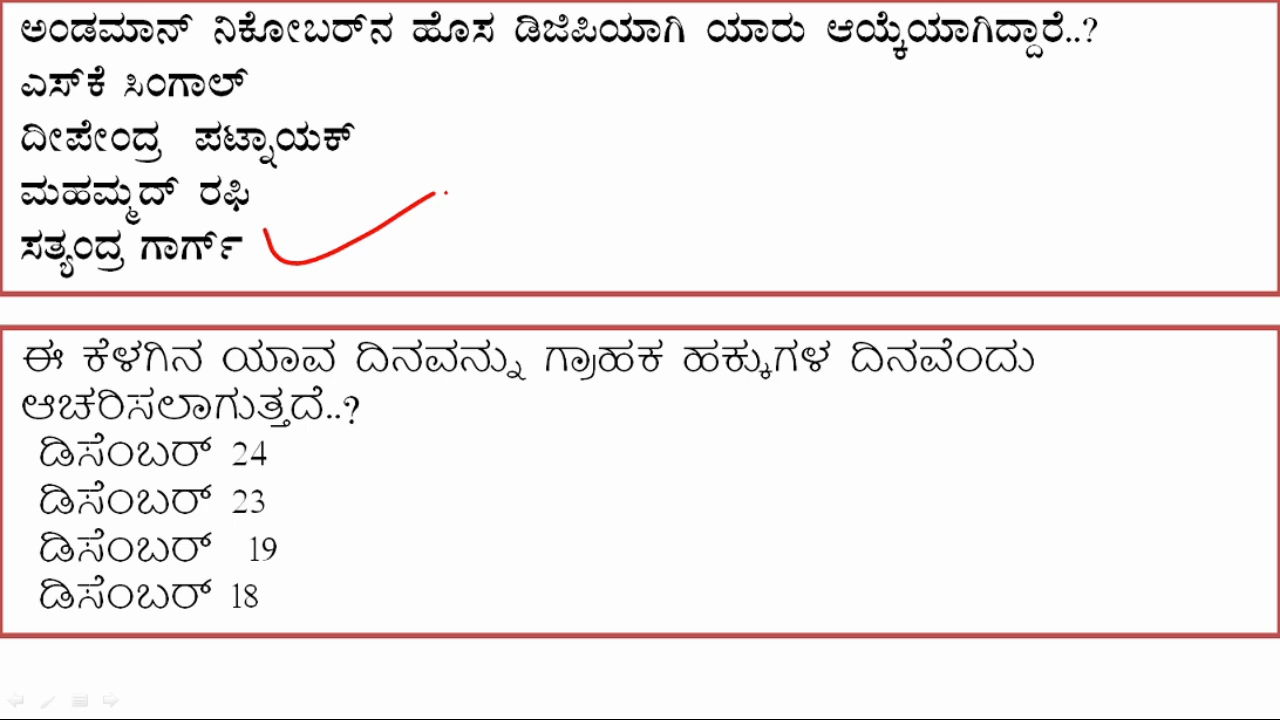 ಅಂಡಮಾನ್ ನಿಕೋಬರ್‌ನ ಹೊಸ ಡಿಜಿಪಿಯಾಗಿ ಯಾರು ಆಯ್ಕೆಯಾಗಿದ್ದಾರೆ..?
ಎಸ್‌ಕೆ ಸಿಂಗಾಲ್
ದೀಪೇಂದ್ರ ಪಟ್ನಾಯಕ್
ಮಹಮ್ಮದ್ ರಫಿ
ಸತ್ಯಂದ್ರ ಗಾರ್ಗ್
ಈ ಕೆಳಗಿನ ಯಾವ ದಿನವನ್ನು ಗ್ರಾಹಕ ಹಕ್ಕುಗಳ ದಿನವೆಂದು
ಆಚರಿಸಲಾಗುತ್ತದೆ..?
ಡಿಸೆಂಬರ್ 24
ಡಿಸೆಂಬರ್ 23
ಡಿಸೆಂಬರ್ 19
ಡಿಸೆಂಬರ್ 18